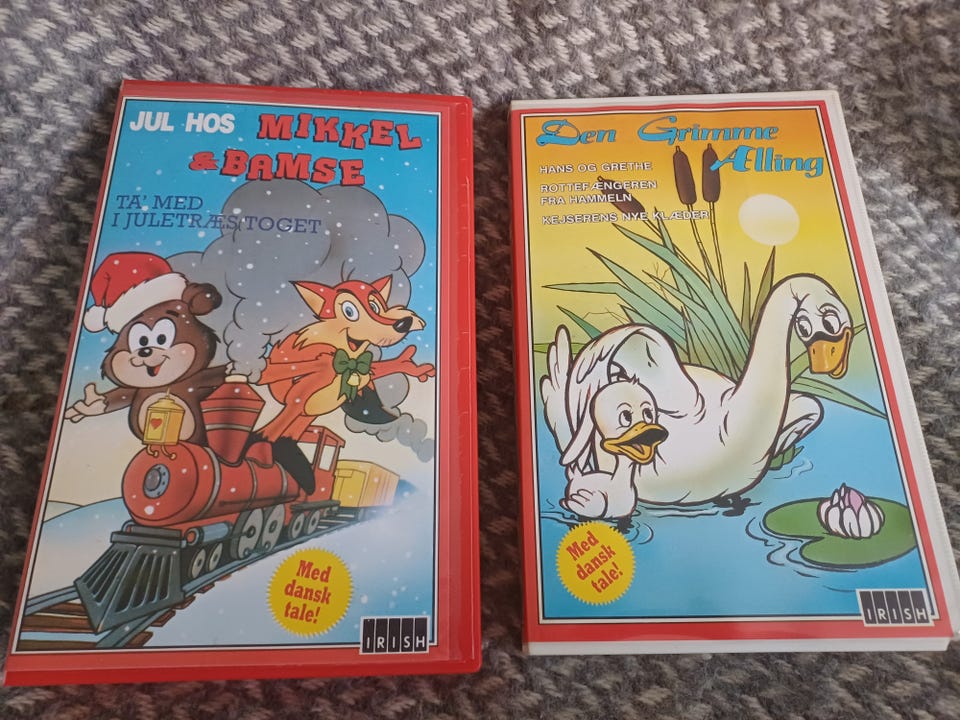 JUL HOS MIKKEL
& BAMSE
TA' MED
I JULETRÆSTOGET
Med
dansk
tale!
IRISH
Den Grimme
Ælling
HANS OG GRETHE
ROTTEFÆNGEREN
FRA HAMMELN
KEJSERENS NYE KLÆDER
Med
dansk
tale!
IRISH